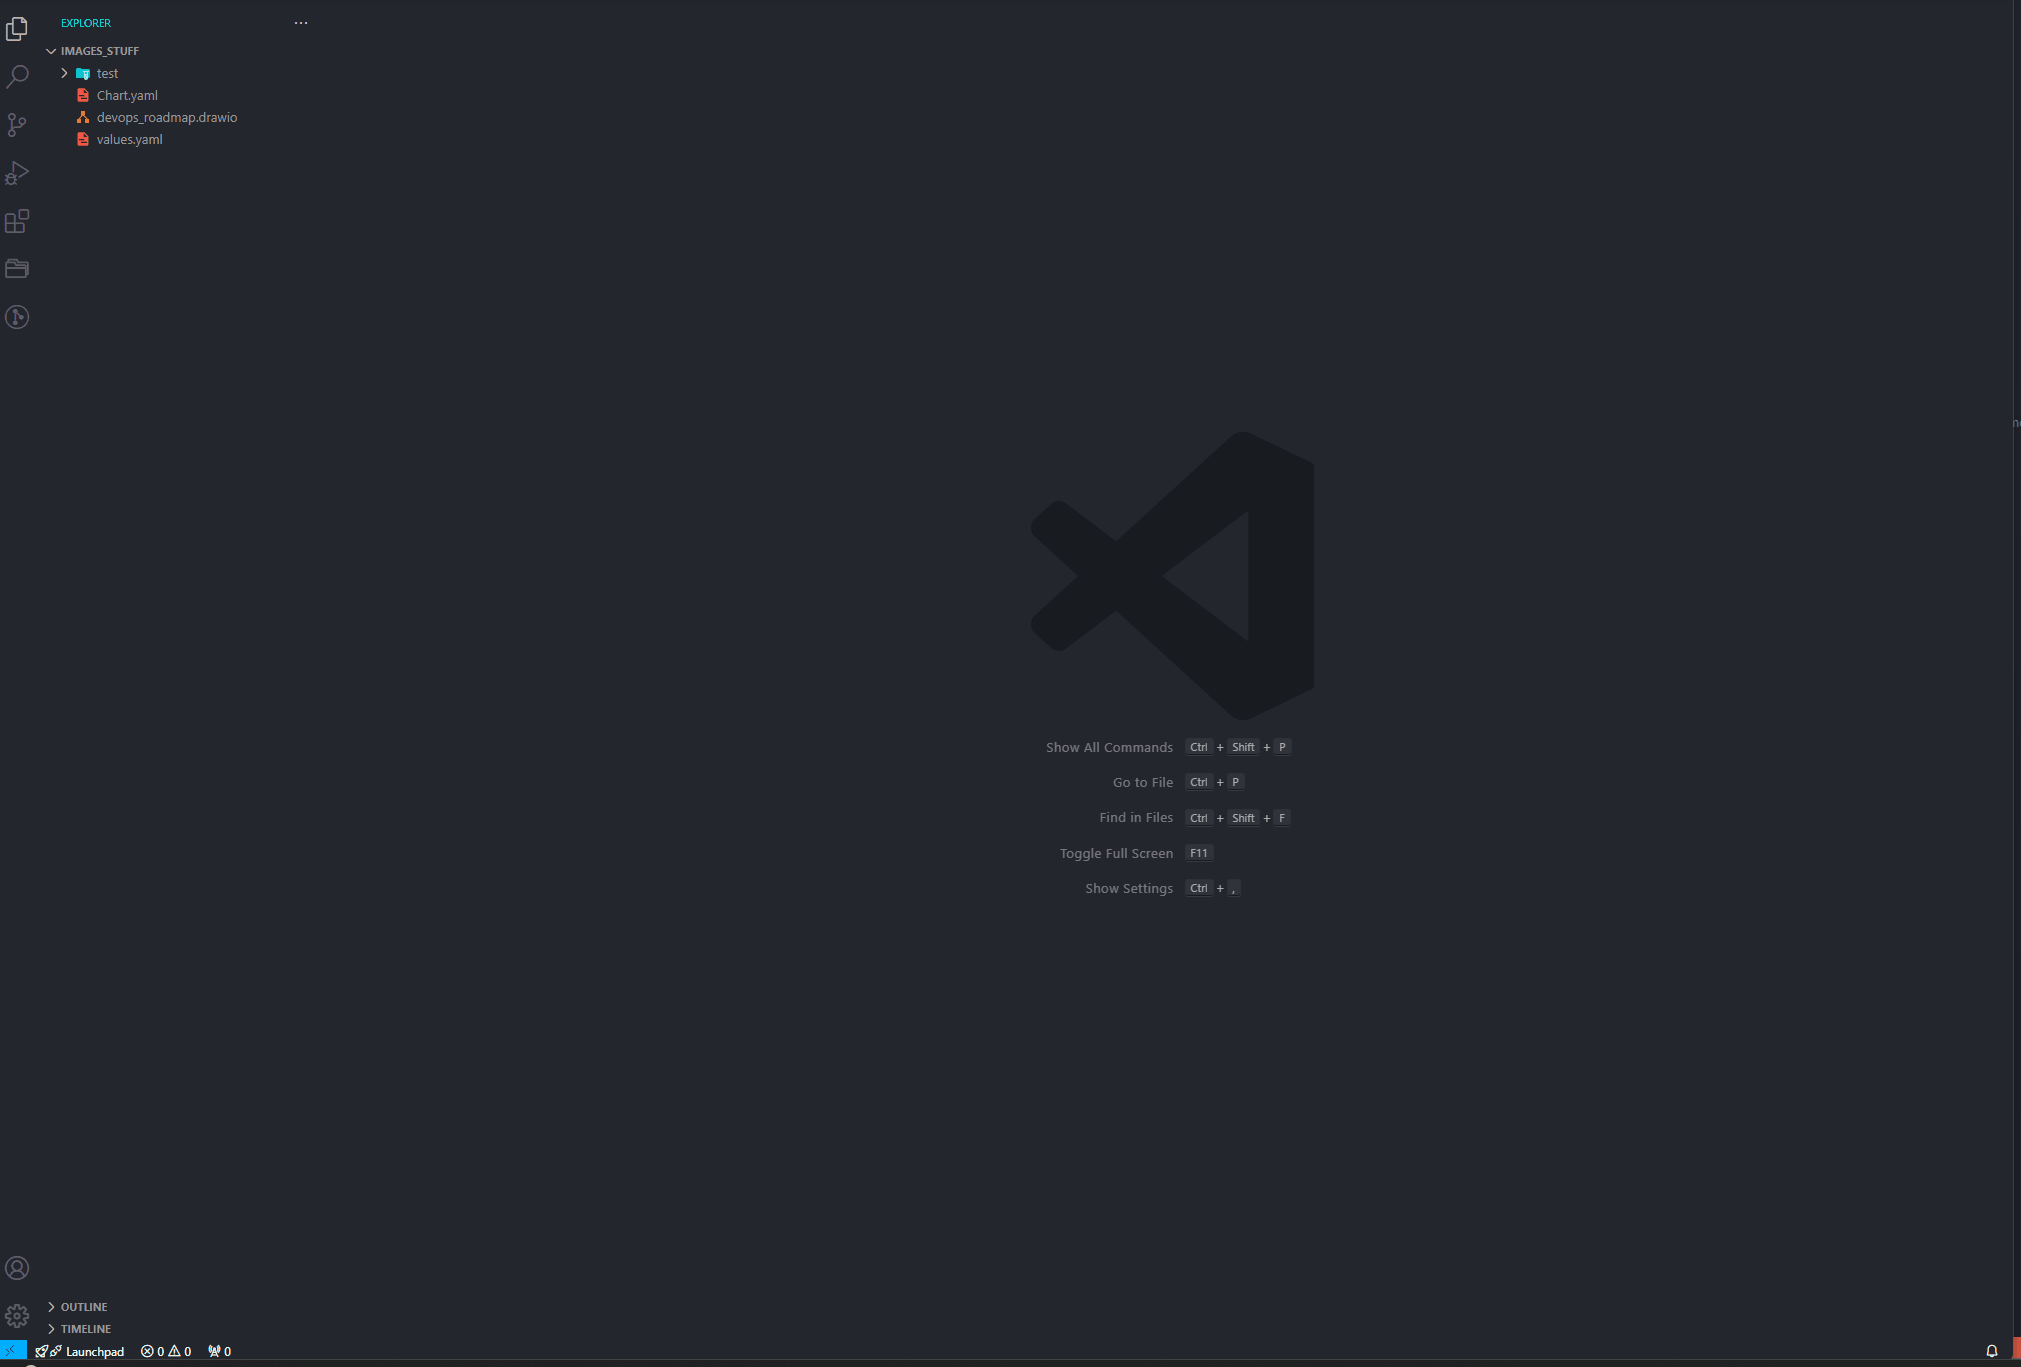 EXPLORER
IMAGES_STUFF
test
Chart.yaml
devops_roadmap.drawio
values.yaml
Show All Commands Ctrl + Shift + P
Go to File Ctrl + P
Find in Files Ctrl + Shift + F
Toggle Full Screen F11
Show Settings Ctrl + ,
OUTLINE
TIMELINE
Launchpad 0 0 0